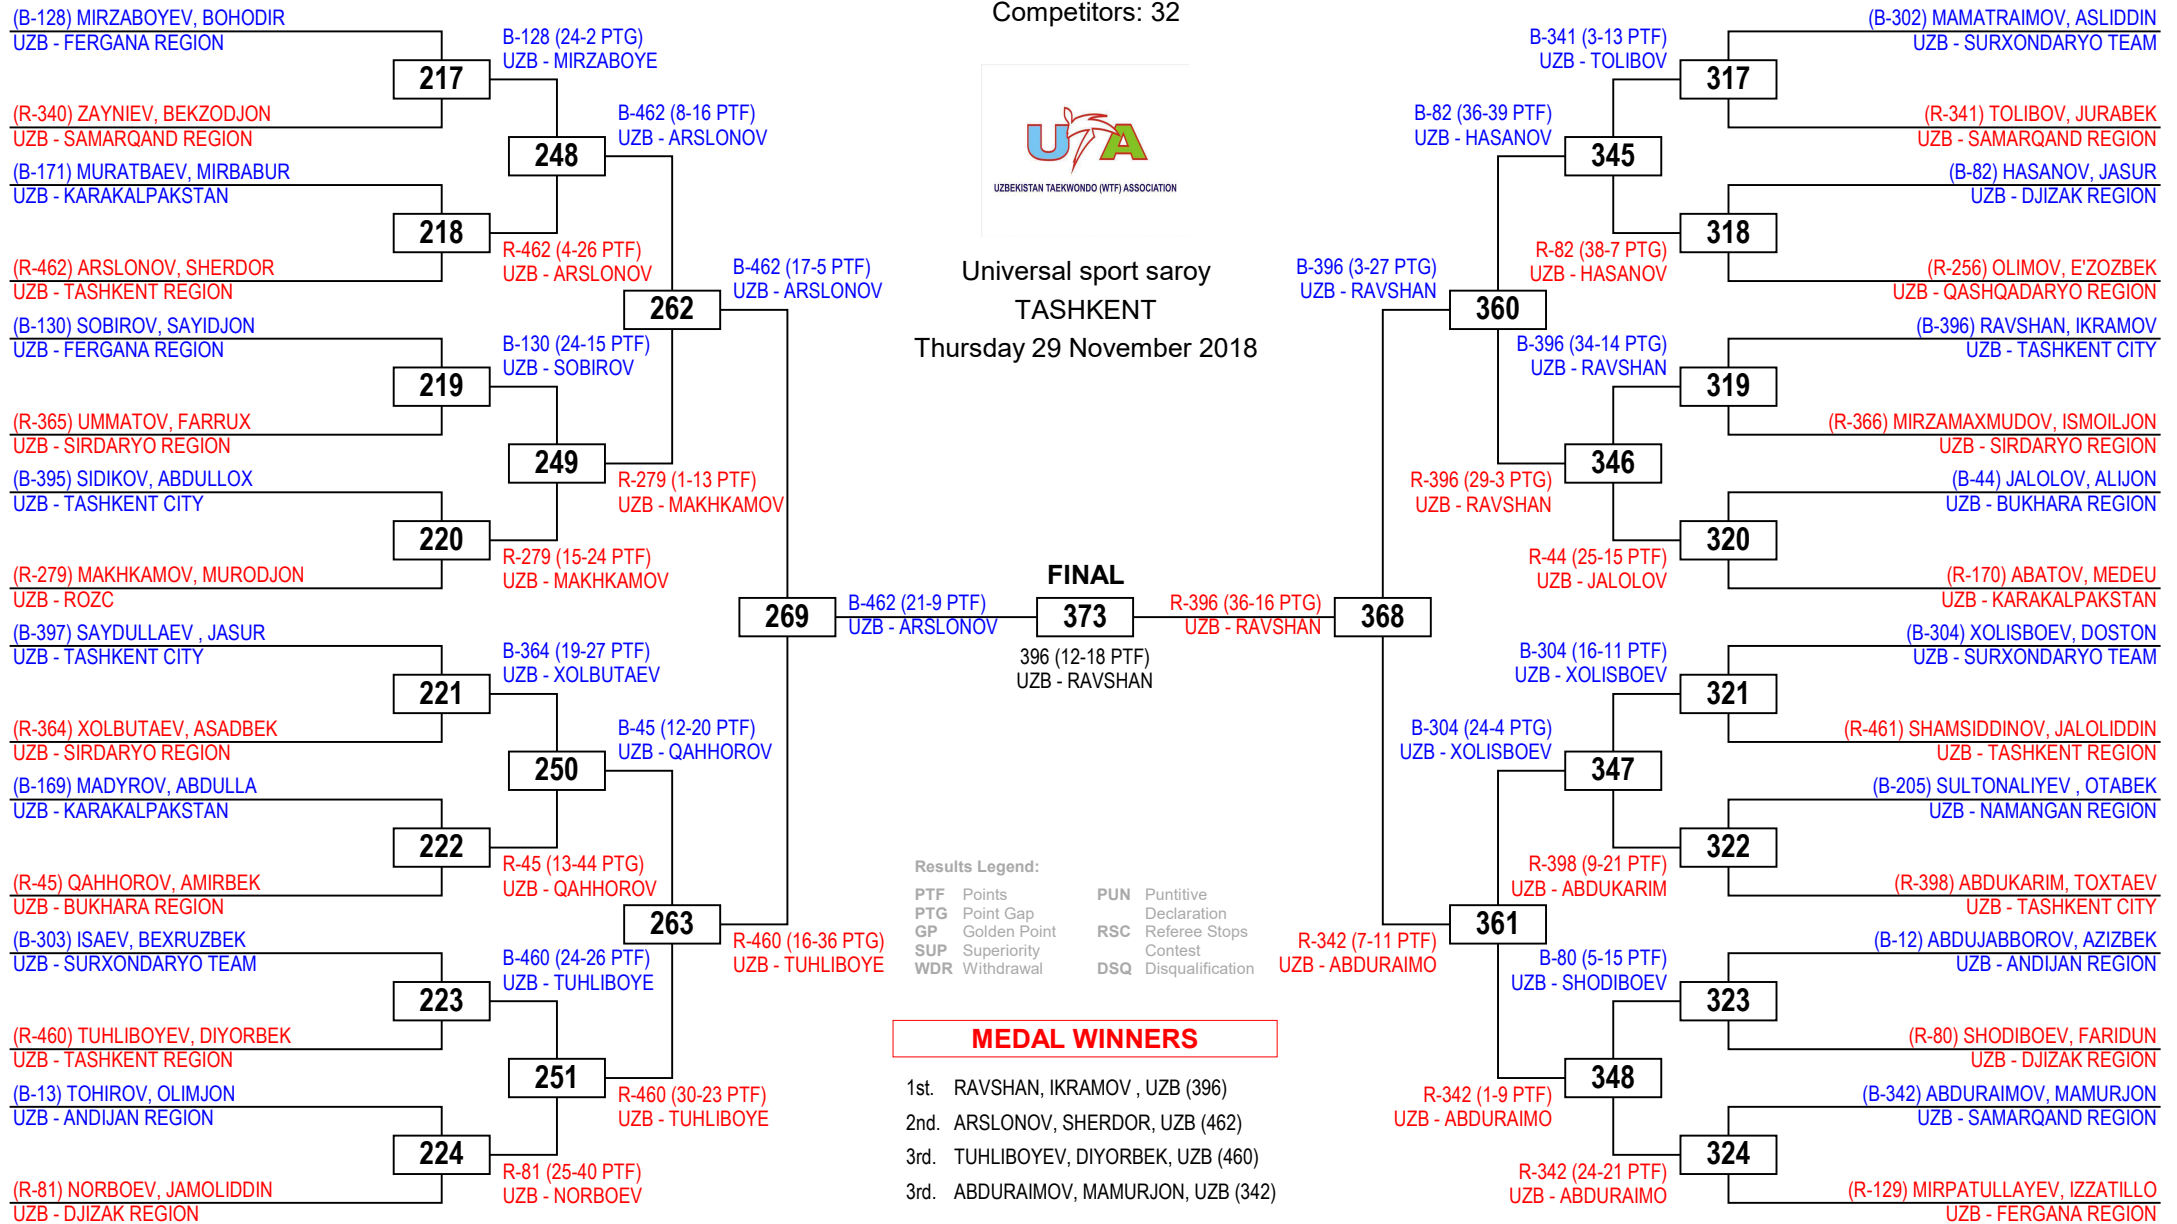 Competitors: 32
(B-128) MIRZABOYEV, BOHODIR
UZB - FERGANA REGION
217
(R-340) ZAYNIEV, BEKZODJON
UZB - SAMARQAND REGION
(B-171) MURATBAEV, MIRBABUR
UZB - KARAKALPAKSTAN
218
(R-462) ARSLONOV, SHERDOR
UZB - TASHKENT REGION
(B-130) SOBIROV, SAYIDJON
UZB - FERGANA REGION
219
(R-365) UMMATOV, FARRUX
UZB - SIRDARYO REGION
(B-395) SIDIKOV, ABDULLOX
UZB - TASHKENT CITY
220
(R-279) MAKHKAMOV, MURODJON
UZB - ROZC
(B-397) SAYDULLAEV , JASUR
UZB - TASHKENT CITY
221
(R-364) XOLBUTAEV, ASADBEK
UZB - SIRDARYO REGION
(B-169) MADYROV, ABDULLA
UZB - KARAKALPAKSTAN
222
(R-45) QAHHOROV, AMIRBEK
UZB - BUKHARA REGION
(B-303) ISAEV, BEXRUZBEK
UZB - SURXONDARYO TEAM
223
(R-460) TUHLIBOYEV, DIYORBEK
UZB - TASHKENT REGION
(B-13) TOHIROV, OLIMJON
UZB - ANDIJAN REGION
224
(R-81) NORBOEV, JAMOLIDDIN
UZB - DJIZAK REGION
B-128 (24-2 PTG)
UZB - MIRZABOYE
248
R-462 (4-26 PTF)
UZB - ARSLONOV
B-130 (24-15 PTF)
UZB - SOBIROV
249
R-279 (15-24 PTF)
UZB - MAKHKAMOV
B-364 (19-27 PTF)
UZB - XOLBUTAEV
250
R-45 (13-44 PTG)
UZB - QAHHOROV
B-460 (24-26 PTF)
UZB - TUHLIBOYE
251
R-81 (25-40 PTF)
UZB - NORBOEV
B-462 (8-16 PTF)
UZB - ARSLONOV
262
R-279 (1-13 PTF)
UZB - MAKHKAMOV
B-45 (12-20 PTF)
UZB - QAHHOROV
263
R-460 (30-23 PTF)
UZB - TUHLIBOYE
B-462 (17-5 PTF)
UZB - ARSLONOV
269
R-460 (16-36 PTG)
UZB - TUHLIBOYE
UTA
UZBEKISTAN TAEKWONDO (WTF) ASSOCIATION
Universal sport saroy
TASHKENT
Thursday 29 November 2018
FINAL
B-462 (21-9 PTF)
UZB - ARSLONOV
373
R-396 (36-16 PTG)
UZB - RAVSHAN
396 (12-18 PTF)
UZB - RAVSHAN
Results Legend:
PTF Points
PTG Point Gap
GP Golden Point
SUP Superiority
WDR Withdrawal
PUN Puntitive
Declaration
RSC Referee Stops
Contest
DSQ Disqualification
MEDAL WINNERS
1st. RAVSHAN, IKRAMOV , UZB (396)
2nd. ARSLONOV, SHERDOR, UZB (462)
3rd. TUHLIBOYEV, DIYORBEK, UZB (460)
3rd. ABDURAIMOV, MAMURJON, UZB (342)
B-396 (3-27 PTG)
UZB - RAVSHAN
368
R-342 (7-11 PTF)
UZB - ABDURAIMO
B-82 (36-39 PTF)
UZB - HASANOV
360
R-396 (29-3 PTG)
UZB - RAVSHAN
B-304 (24-4 PTG)
UZB - XOLISBOEV
361
R-342 (1-9 PTF)
UZB - ABDURAIMO
B-341 (3-13 PTF)
UZB - TOLIBOV
345
R-82 (38-7 PTG)
UZB - HASANOV
B-396 (34-14 PTG)
UZB - RAVSHAN
346
R-44 (25-15 PTF)
UZB - JALOLOV
B-304 (16-11 PTF)
UZB - XOLISBOEV
347
R-398 (9-21 PTF)
UZB - ABDUKARIM
B-80 (5-15 PTF)
UZB - SHODIBOEV
348
R-342 (24-21 PTF)
UZB - ABDURAIMO
(B-302) MAMATRAIMOV, ASLIDDIN
UZB - SURXONDARYO TEAM
317
(R-341) TOLIBOV, JURABEK
UZB - SAMARQAND REGION
(B-82) HASANOV, JASUR
UZB - DJIZAK REGION
318
(R-256) OLIMOV, E'ZOZBEK
UZB - QASHQADARYO REGION
(B-396) RAVSHAN, IKRAMOV
UZB - TASHKENT CITY
319
(R-366) MIRZAMAXMUDOV, ISMOILJON
UZB - SIRDARYO REGION
(B-44) JALOLOV, ALIJON
UZB - BUKHARA REGION
320
(R-170) ABATOV, MEDEU
UZB - KARAKALPAKSTAN
(B-304) XOLISBOEV, DOSTON
UZB - SURXONDARYO TEAM
321
(R-461) SHAMSIDDINOV, JALOLIDDIN
UZB - TASHKENT REGION
(B-205) SULTONALIYEV , OTABEK
UZB - NAMANGAN REGION
322
(R-398) ABDUKARIM, TOXTAEV
UZB - TASHKENT CITY
(B-12) ABDUJABBOROV, AZIZBEK
UZB - ANDIJAN REGION
323
(R-80) SHODIBOEV, FARIDUN
UZB - DJIZAK REGION
(B-342) ABDURAIMOV, MAMURJON
UZB - SAMARQAND REGION
324
(R-129) MIRPATULLAYEV, IZZATILLO
UZB - FERGANA REGION